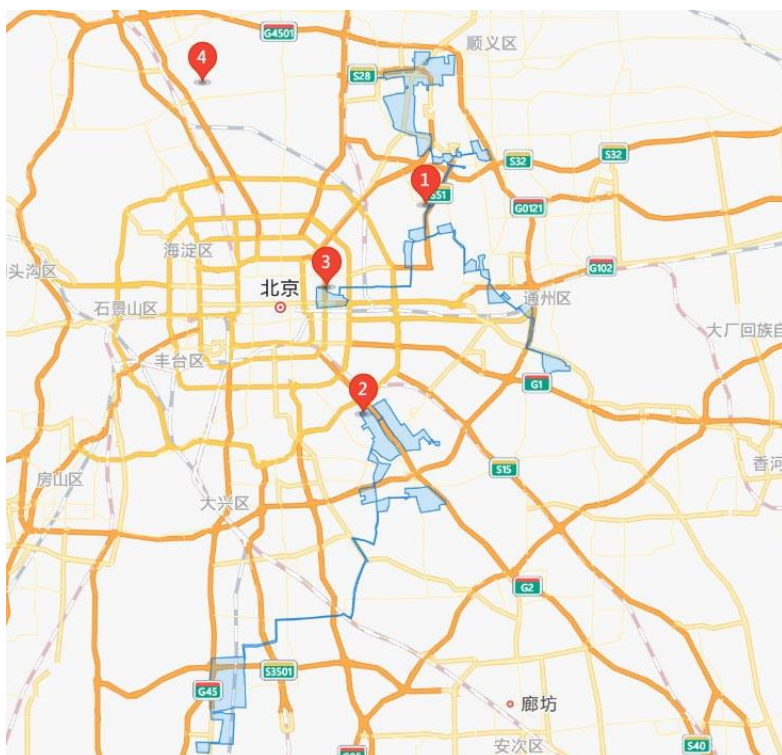 顺义区
G4501
4
S28
S32
S32
1
S51
G0121
海淀区
头沟区
3
G102
北京
石景山区
通州区
大厂回族自
丰台区
G1
2
S15
香河
房山区
大兴区
G2
S3501
G45
廊坊
安次区
S40